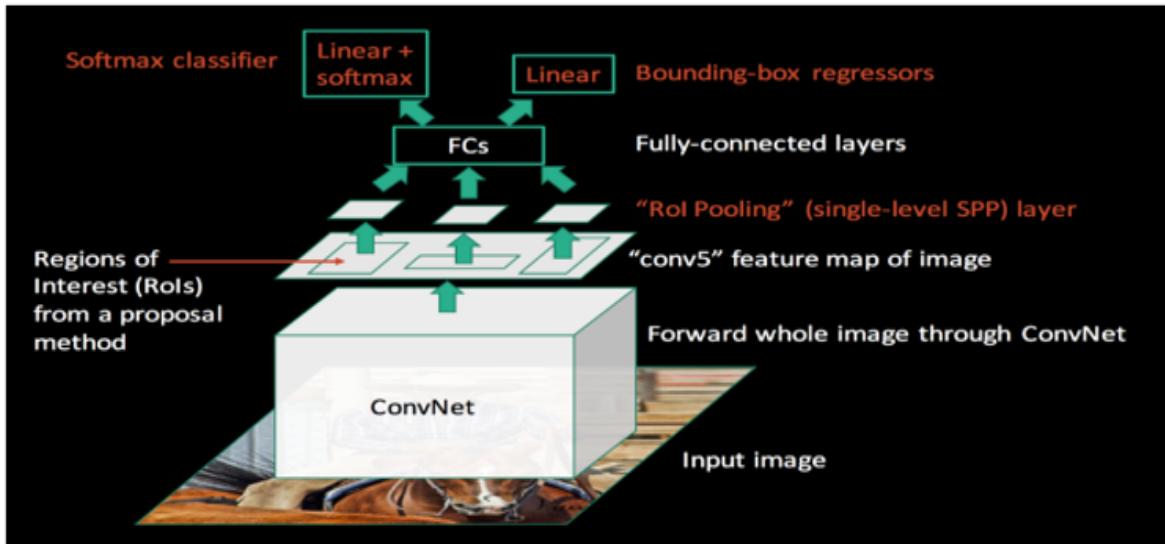 Softmax classifier
Linear +
softmax
Linear
Bounding-box regressors
FCs
Fully-connected layers
“RoI Pooling” (single-level SPP) layer
Regions of
Interest (RoIs)
from a proposal
method
“conv5” feature map of image
Forward whole image through ConvNet
ConvNet
Input image